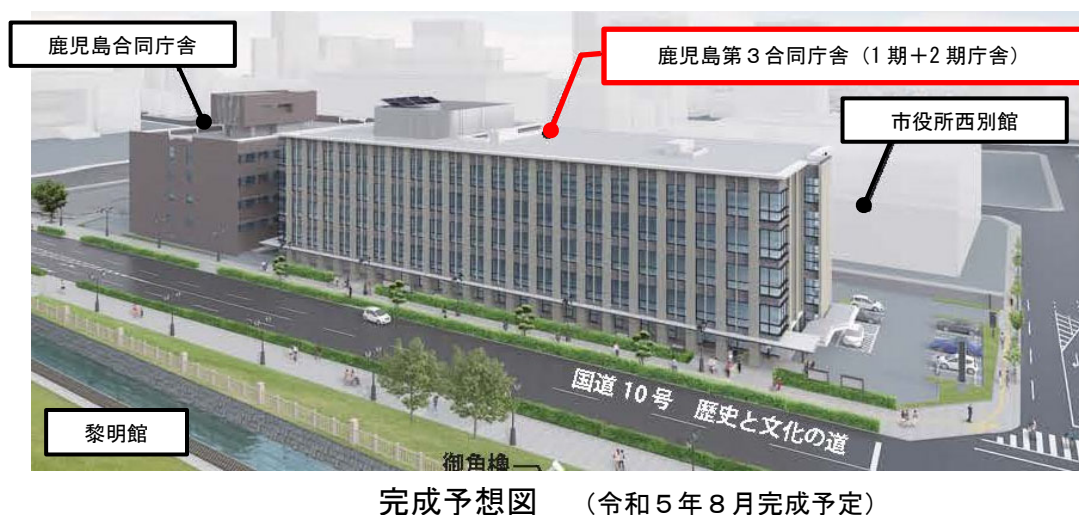 鹿児島合同庁舎
鹿児島第３合同庁舎（1 期＋2 期庁舎）
市役所西別館
国道 10 号　歴史と文化の道
黎明館
御角櫓
完成予想図　（令和５年８月完成予定）